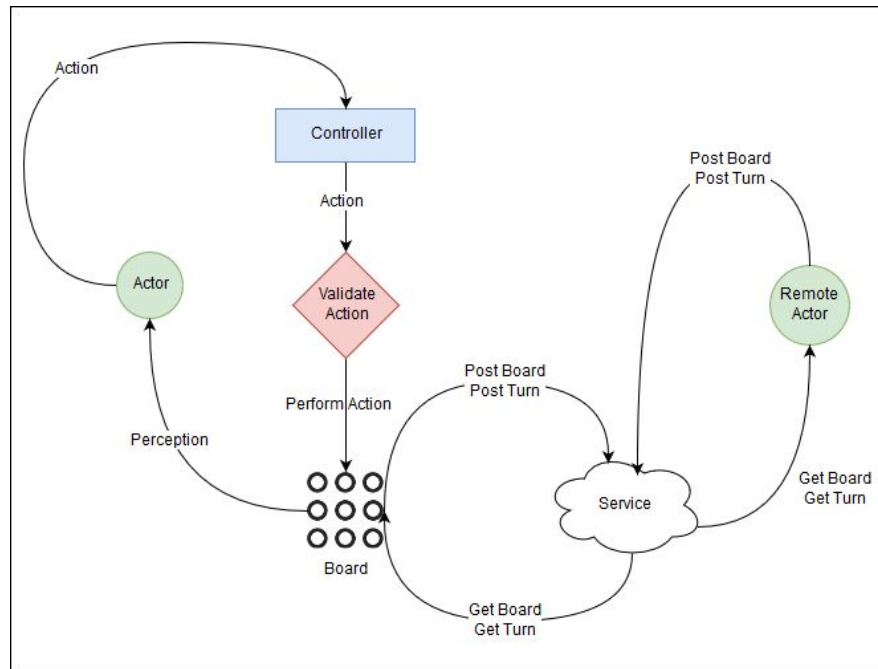 Action
Controller
Action
Post Board
Post Turn
Actor
Validate
Action
Remote
Actor
Post Board
Post Turn
Perform Action
Perception
Get Board
Get Turn
Service
Board
Get Board
Get Turn